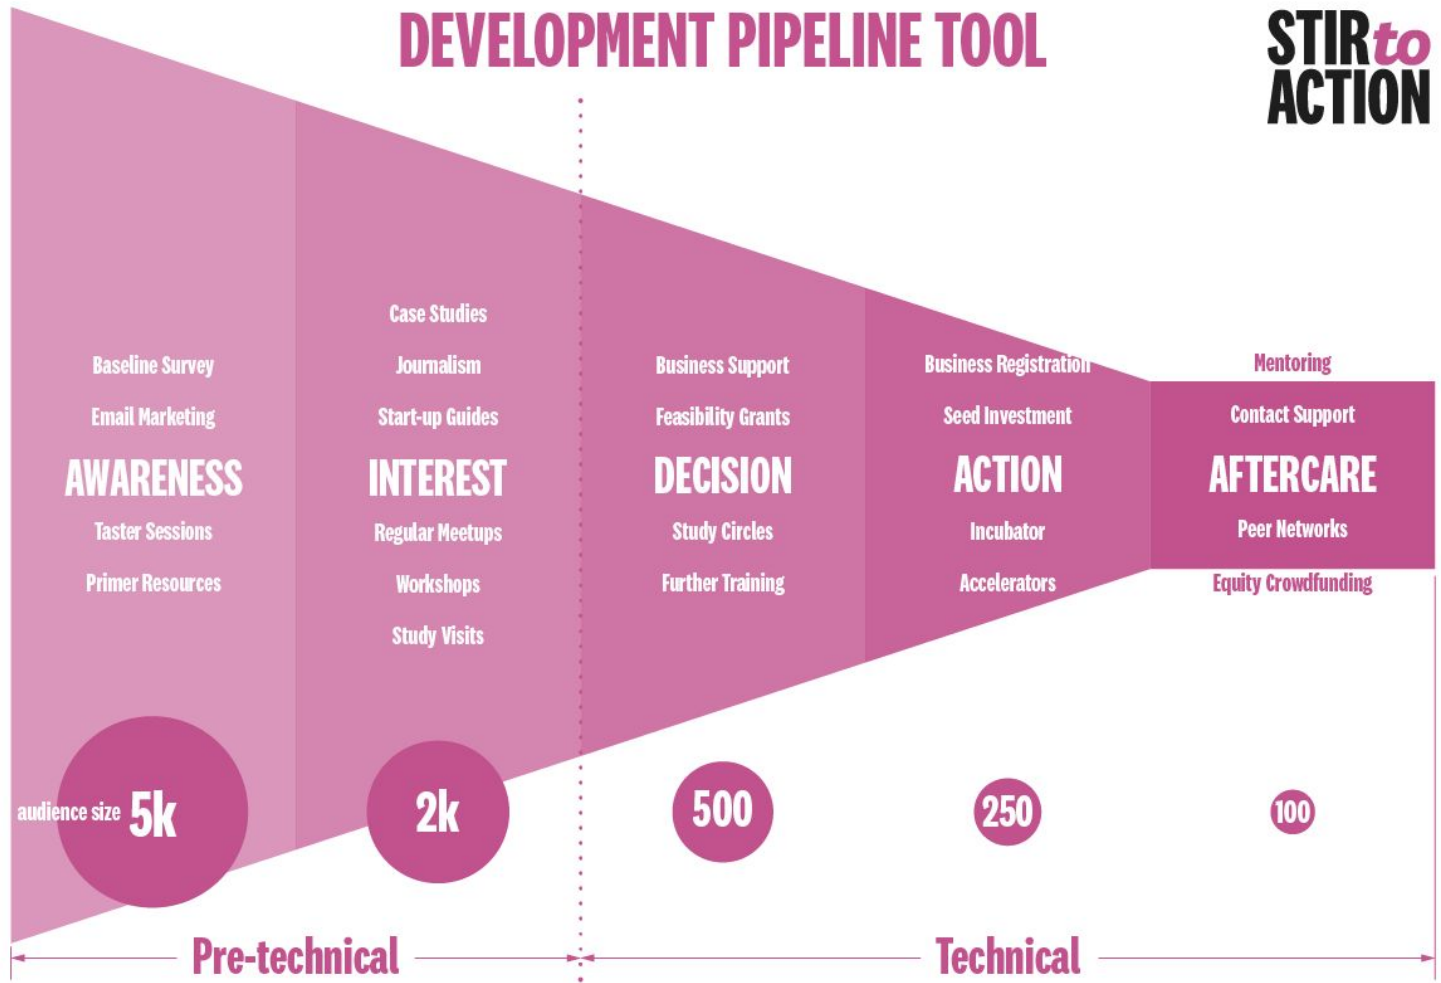 DEVELOPMENT PIPELINE TOOL
STIR to
ACTION
Baseline Survey
Email Marketing
AWARENESS
Taster Sessions
Primer Resources
Case Studies
Journalism
Start-up Guides
INTEREST
Regular Meetups
Workshops
Study Visits
Business Support
Feasibility Grants
DECISION
Study Circles
Further Training
Business Registration
Seed Investment
ACTION
Incubator
Accelerators
Mentoring
Contact Support
AFTERCARE
Peer Networks
Equity Crowdfunding
audience size 5k
2k
500
250
100
Pre-technical
Technical